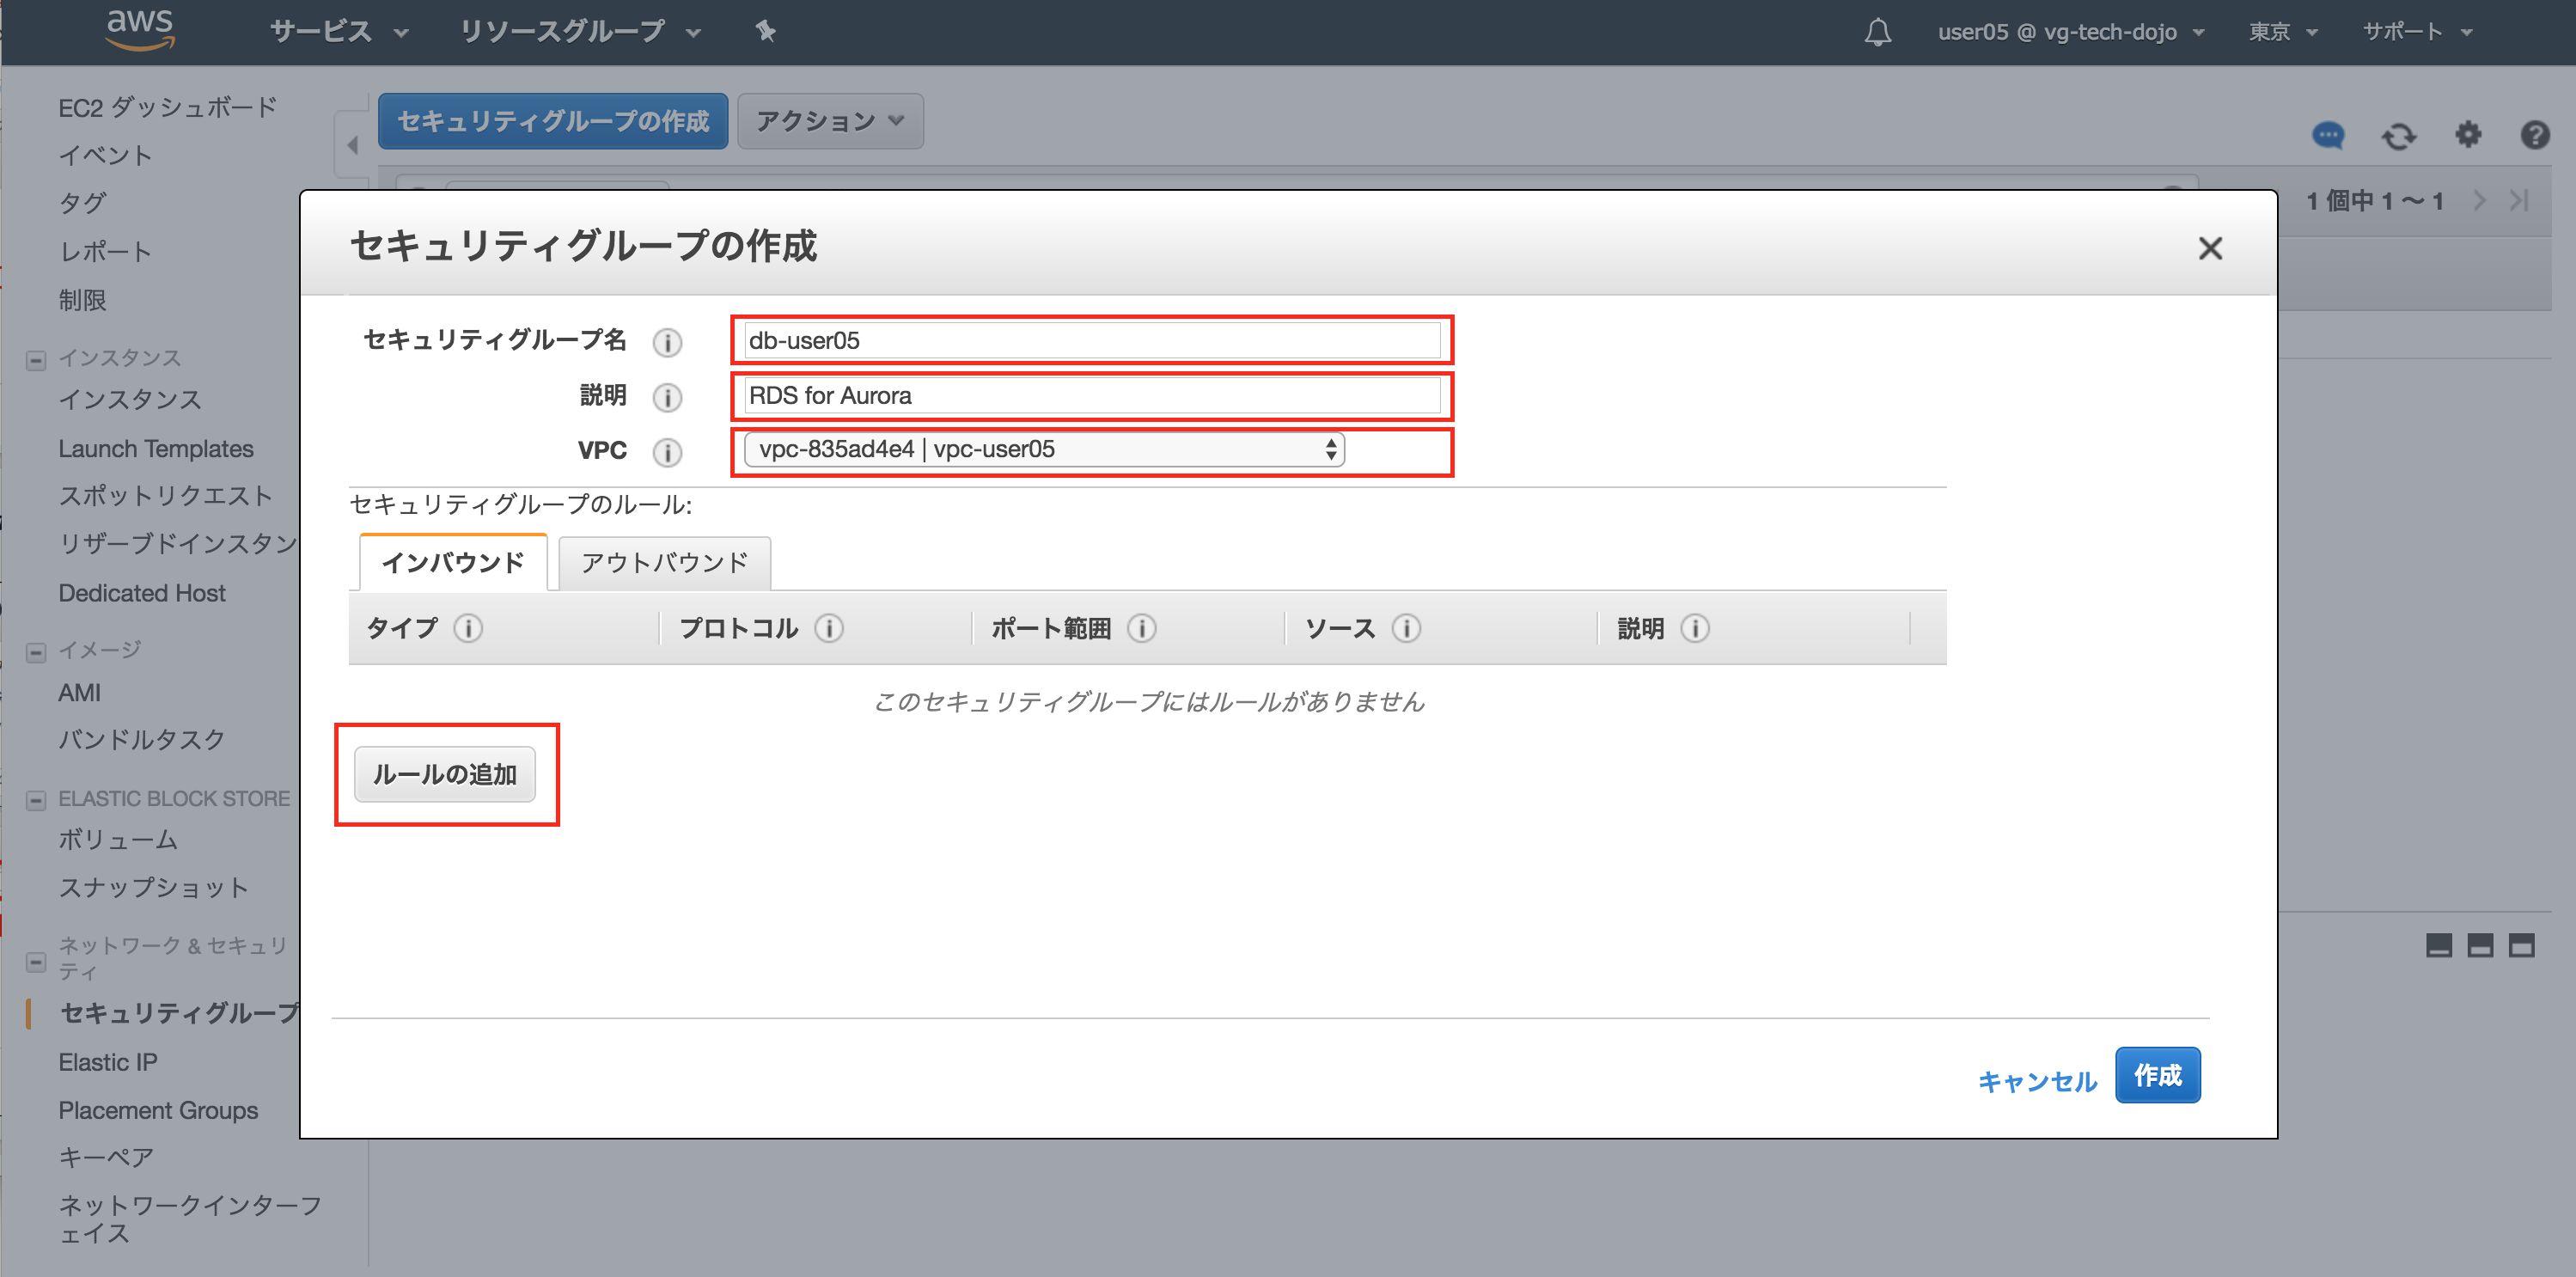 aws サービス リソースグループ user05 @ vg-tech-dojo 東京 サポート
EC2 ダッシュボード
イベント
タグ
レポート
制限
インスタンス
インスタンス
Launch Templates
スポットリクエスト
リザーブドインスタン
Dedicated Host
イメージ
AMI
バンドルタスク
ELASTIC BLOCK STORE
ボリューム
スナップショット
ネットワーク & セキュリ
ティ
セキュリティグループ
Elastic IP
Placement Groups
キーペア
ネットワークインターフ
ェイス
セキュリティグループの作成 アクション
1 個中 1 ～ 1
セキュリティグループの作成
セキュリティグループ名 db-user05
説明 RDS for Aurora
VPC vpc-835ad4e4 | vpc-user05
セキュリティグループのルール:
インバウンド アウトバウンド
タイプ プロトコル ポート範囲 ソース 説明
このセキュリティグループにはルールがありません
ルールの追加
キャンセル 作成